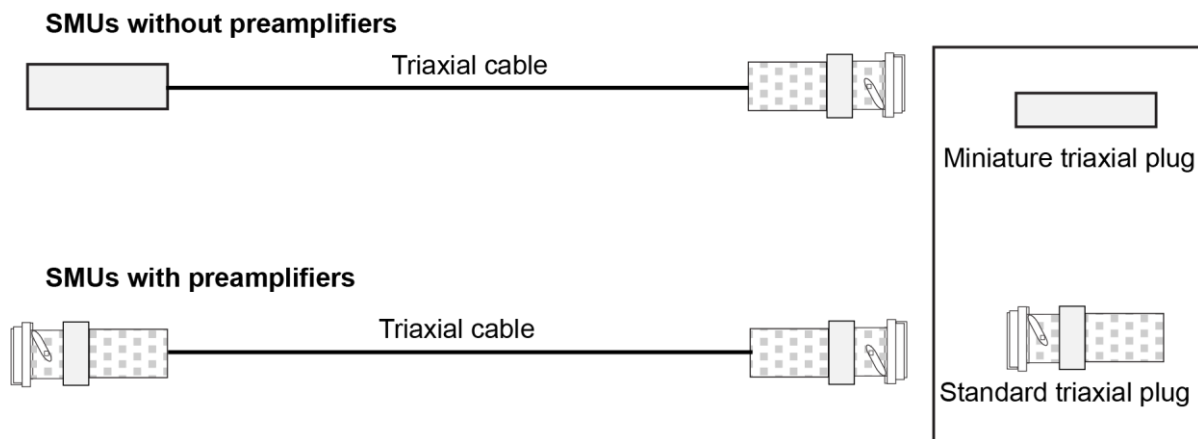 SMUs without preamplifiers
Triaxial cable
Miniature triaxial plug
SMUs with preamplifiers
Triaxial cable
Standard triaxial plug